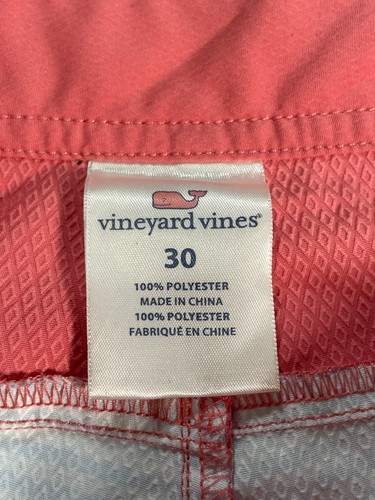 vineyard vines®
30
100% POLYESTER
MADE IN CHINA
100% POLYESTER
FABRIQUÉ EN CHINE